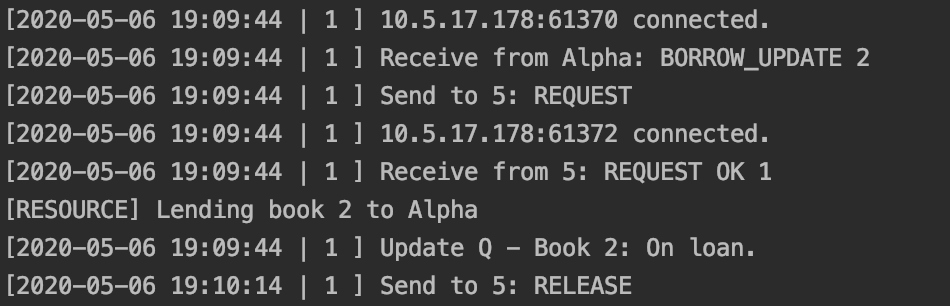 [2020-05-06 19:09:44 | 1 ] 10.5.17.178:61370 connected.
[2020-05-06 19:09:44 | 1 ] Receive from Alpha: BORROW_UPDATE 2
[2020-05-06 19:09:44 | 1 ] Send to 5: REQUEST
[2020-05-06 19:09:44 | 1 ] 10.5.17.178:61372 connected.
[2020-05-06 19:09:44 | 1 ] Receive from 5: REQUEST OK 1
[RESOURCE] Lending book 2 to Alpha
[2020-05-06 19:09:44 | 1 ] Update Q - Book 2: On loan.
[2020-05-06 19:10:14 | 1 ] Send to 5: RELEASE